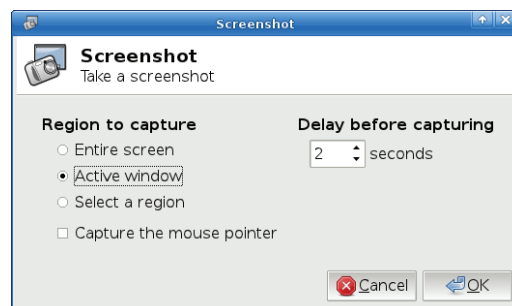 Screenshot
Screenshot
Take a screenshot
Region to capture
Entire screen
Active window
Select a region
Capture the mouse pointer
Delay before capturing
2 seconds
Cancel
OK